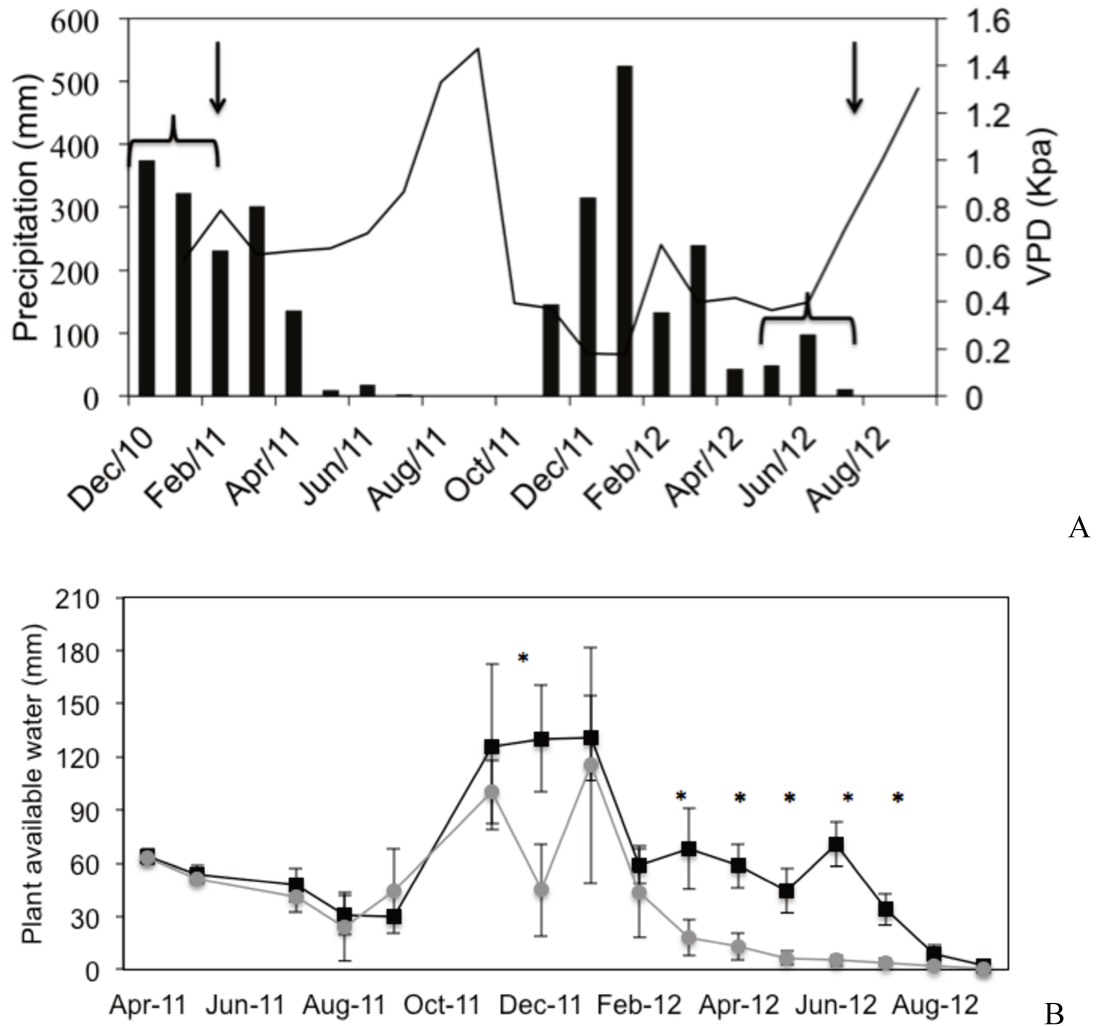 600
500
400
300
200
100
0
Precipitation (mm)
1.6
1.4
1.2
1
0.8
0.6
0.4
0.2
0
VPD (Kpa)
Dec/10
Feb/11
Apr/11
Jun/11
Aug/11
Oct/11
Dec/11
Feb/12
Apr/12
Jun/12
Aug/12
A
210
180
150
120
90
60
30
0
Plant available water (mm)
*
* * * * *
Apr-11 Jun-11 Aug-11 Oct-11 Dec-11 Feb-12 Apr-12 Jun-12 Aug-12
B